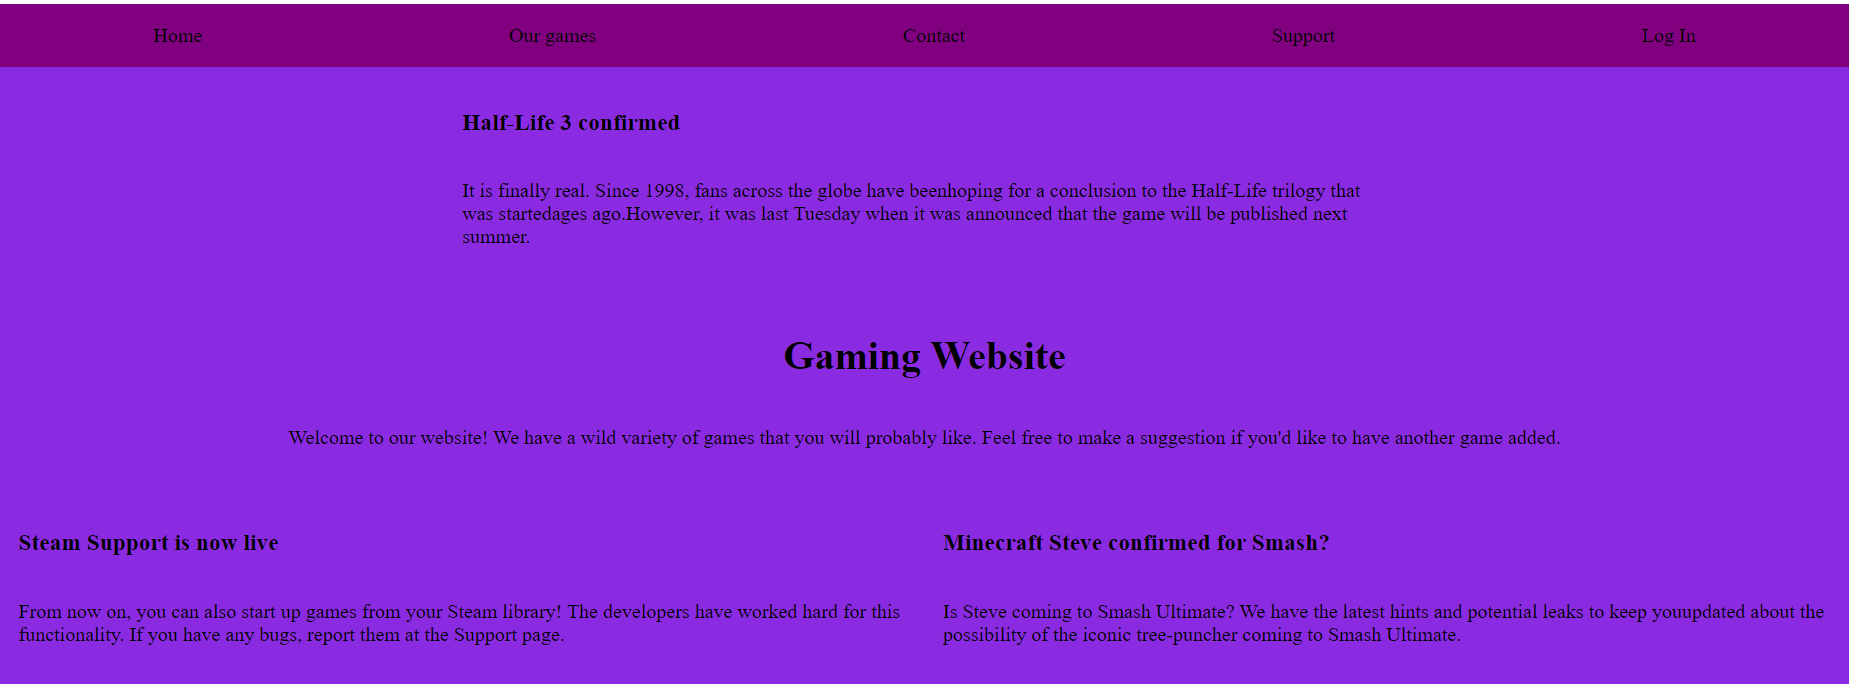 Home Our games Contact Support Log In
Half-Life 3 confirmed
It is finally real. Since 1998, fans across the globe have beenhoping for a conclusion to the Half-Life trilogy that
was startedages ago.However, it was last Tuesday when it was announced that the game will be published next
summer.
Gaming Website
Welcome to our website! We have a wild variety of games that you will probably like. Feel free to make a suggestion if you'd like to have another game added.
Steam Support is now live
From now on, you can also start up games from your Steam library! The developers have worked hard for this
functionality. If you have any bugs, report them at the Support page.
Minecraft Steve confirmed for Smash?
Is Steve coming to Smash Ultimate? We have the latest hints and potential leaks to keep youupdated about the
possibility of the iconic tree-puncher coming to Smash Ultimate.